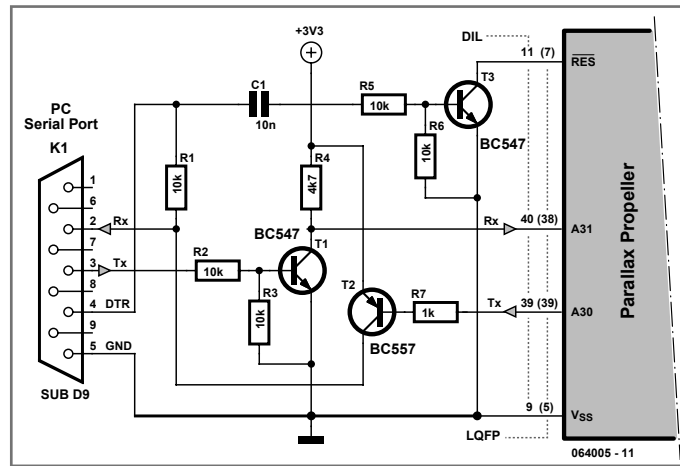 +3V3
DIL
11 (7)
RES
T3
BC547
C1
10n
R5
10k
R6
10k
PC
Serial Port
K1
R1
10k
R4
4k7
1
6
2
Rx
7
3
Tx
8
4
DTR
9
5
GND
SUB D9
R2
10k
R3
10k
BC547
T1
T2
BC557
R7
1k
Rx
40 (38)
A31
Tx
39 (39)
A30
9 (5)
VSS
LQFP
Parallax Propeller
064005 - 11